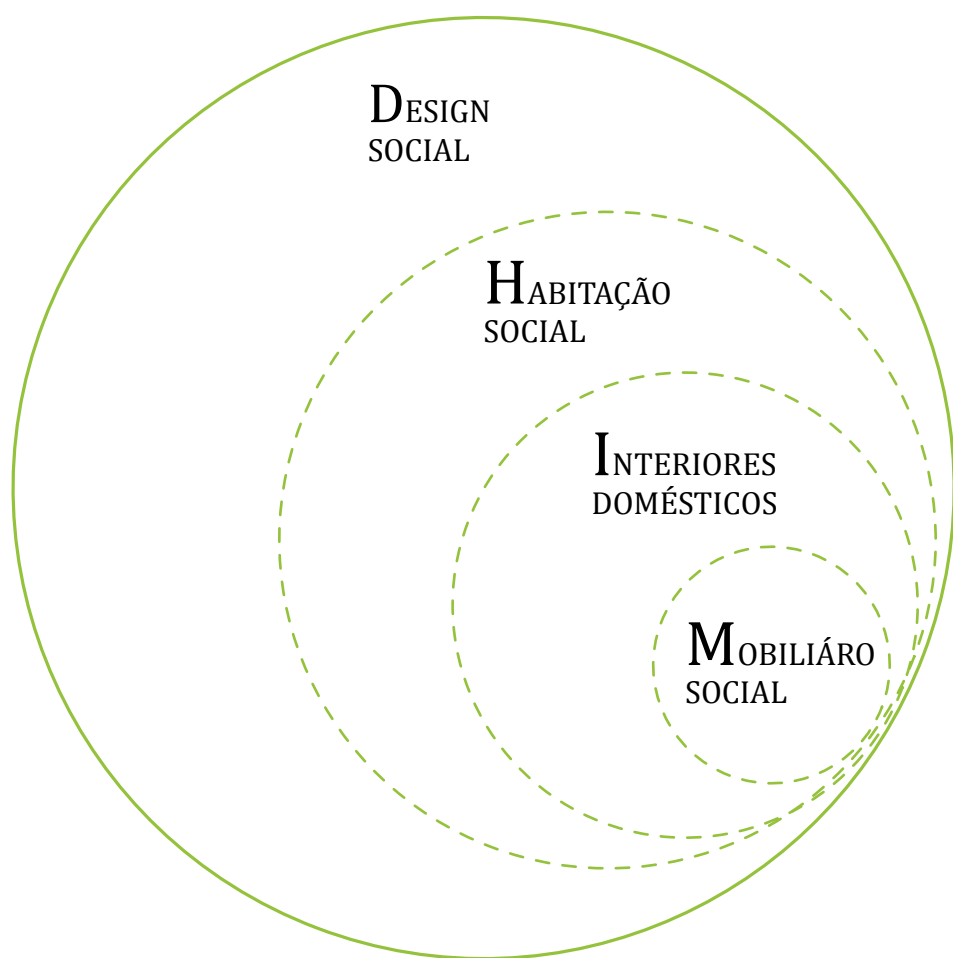 DESIGN
SOCIAL
HABITAÇÃO
SOCIAL
INTERIORES
DOMÉSTICOS
MOBILIÁRO
SOCIAL